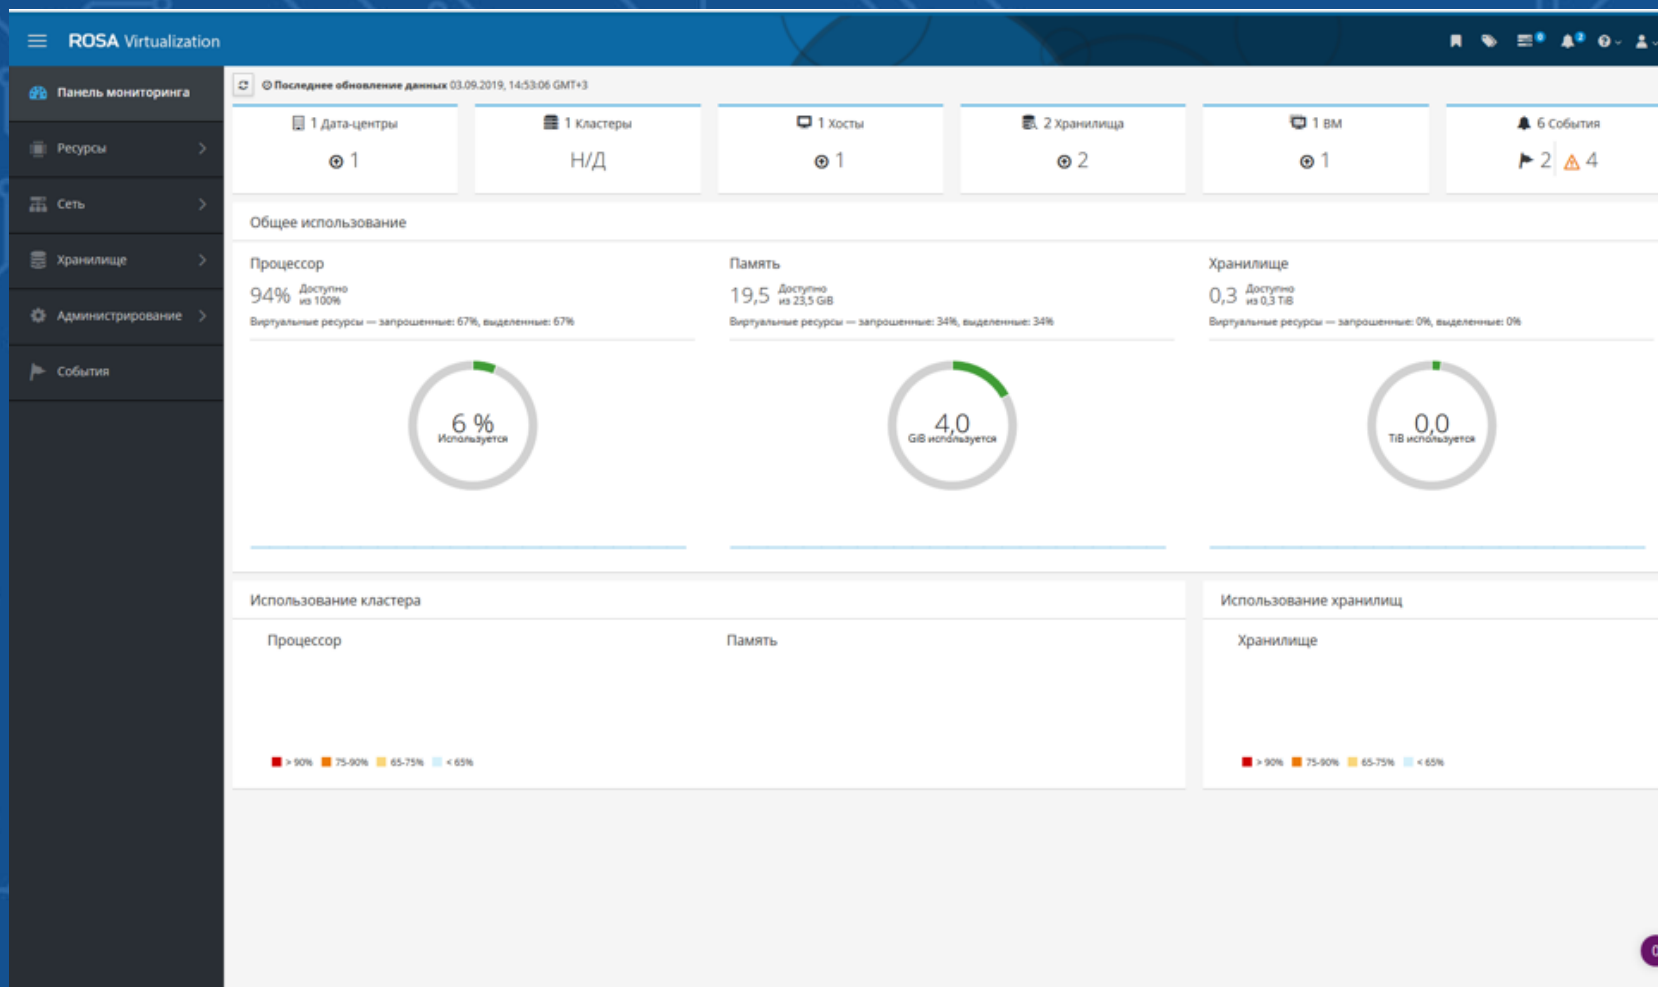 ROSA Virtualization
0
2
Панель мониторинга
Ресурсы
Сеть
Хранилище
Администрирование
События
Последнее обновление данных 03.09.2019, 14:53:06 GMT+3
1 Дата-центры
1
1 Кластеры
Н/Д
1 Хосты
1
2 Хранилища
2
1 ВМ
1
6 События
2 4
Общее использование
Процессор
94% Доступно
из 100%
Виртуальные ресурсы — запрошенные: 67%, выделенные: 67%
6 %
Используется
Память
19,5 Доступно
из 23,5 GiB
Виртуальные ресурсы — запрошенные: 34%, выделенные: 34%
4,0
GiB используется
Хранилище
0,3 Доступно
из 0,3 TiB
Виртуальные ресурсы — запрошенные: 0%, выделенные: 0%
0,0
TiB используется
Использование кластера
Процессор
Память
> 90% 75-90% 65-75% < 65%
Использование хранилищ
Хранилище
> 90% 75-90% 65-75% < 65%